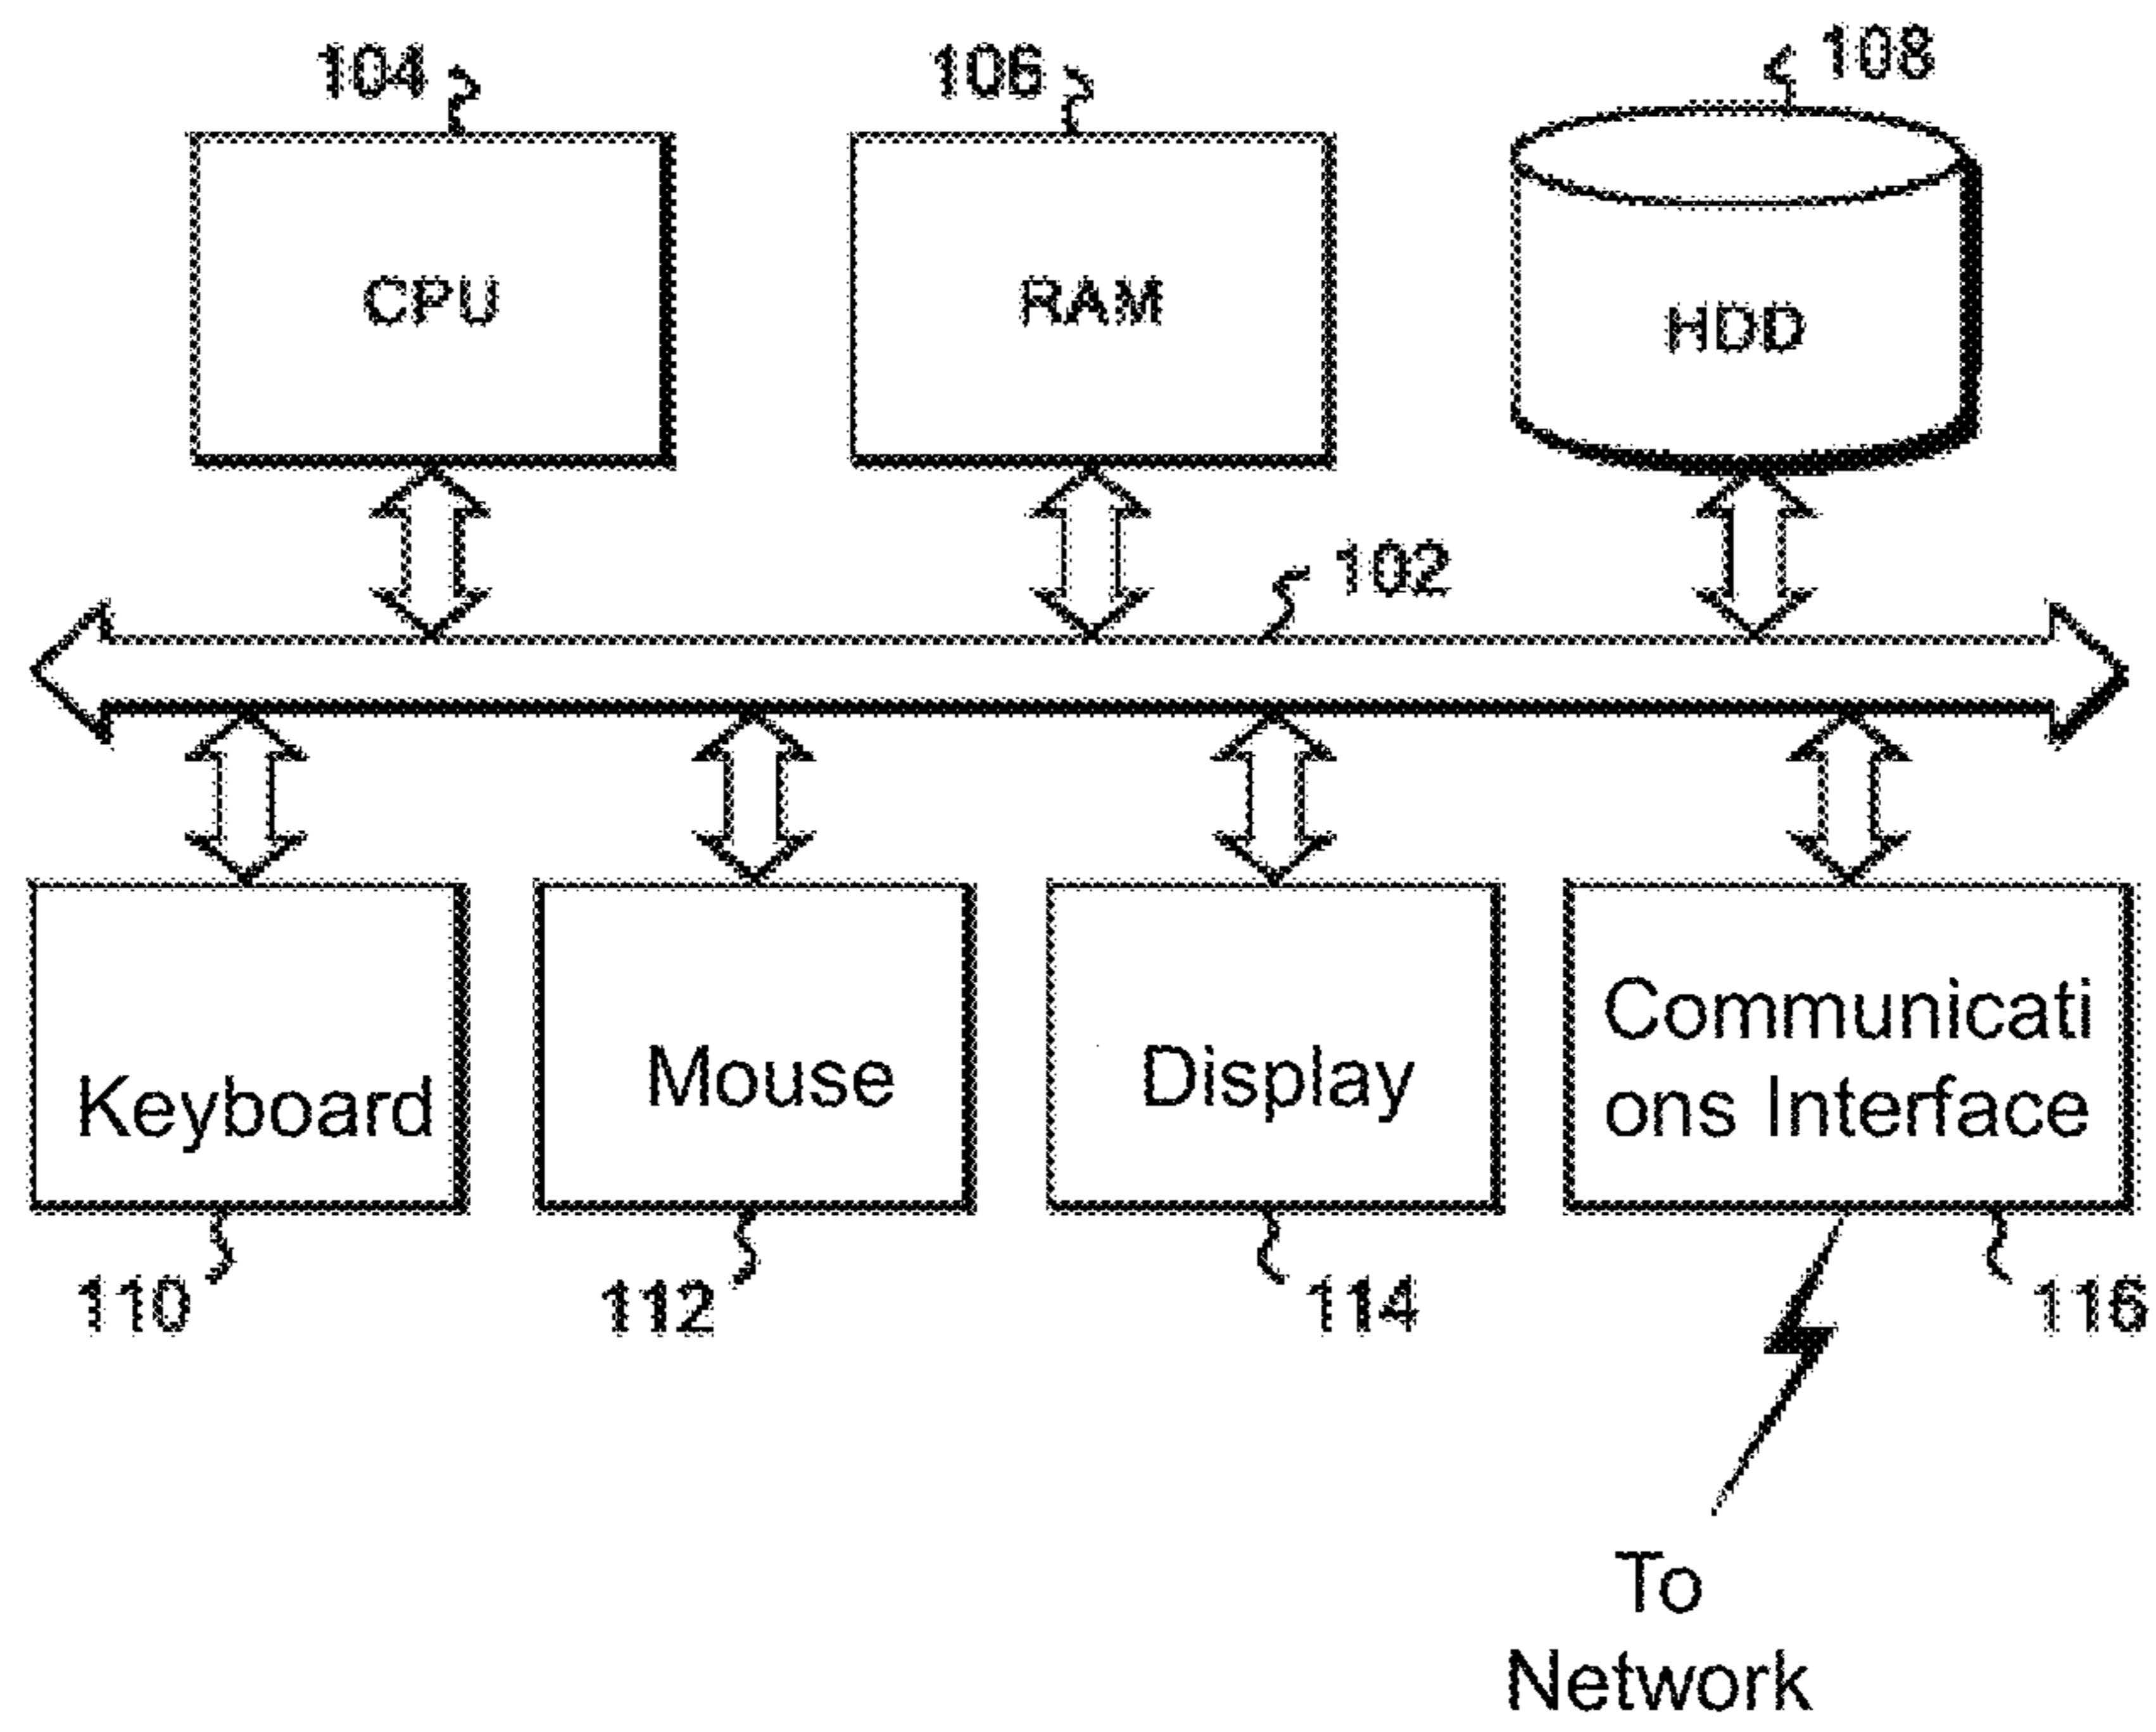 104
106
108
CPU
RAM
HDD
102
Keyboard
Mouse
Display
Communicati
ons Interface
110
112
114
116
To
Network